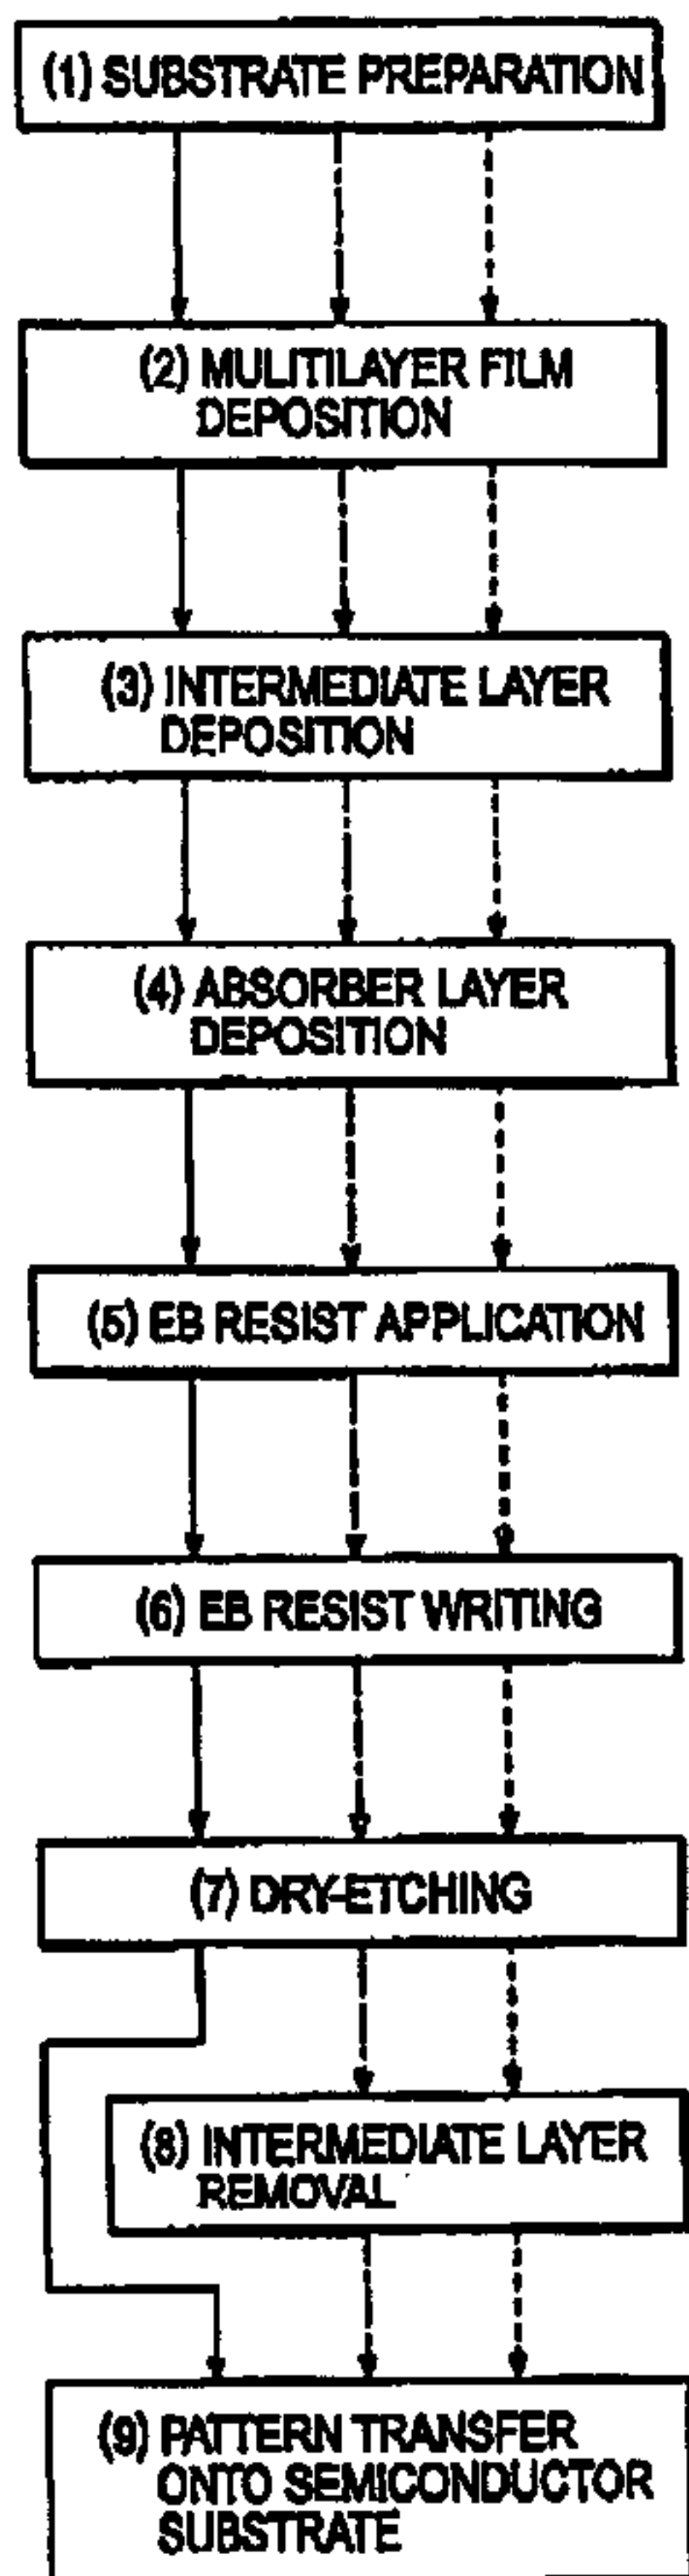 (1) SUBSTRATE PREPARATION
(2) MULITILAYER FILM
DEPOSITION
(3) INTERMEDIATE LAYER
DEPOSITION
(4) ABSORBER LAYER
DEPOSITION
(5) EB RESIST APPLICATION
(6) EB RESIST WRITING
(7) DRY-ETCHING
(8) INTERMEDIATE LAYER
REMOVAL
(9) PATTERN TRANSFER
ONTO SEMICONDUCTOR
SUBSTRATE